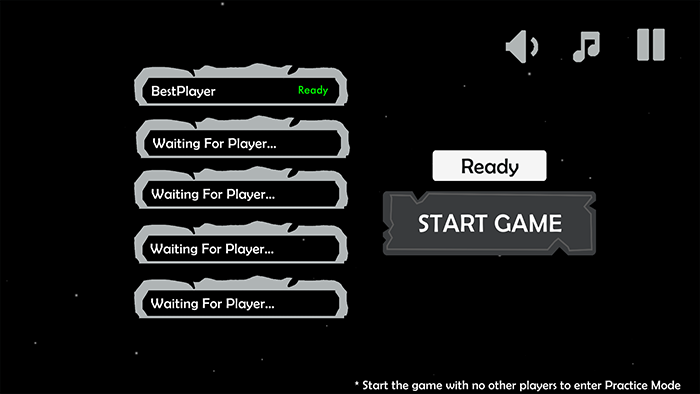 BestPlayer Ready
Waiting For Player...
Waiting For Player...
Waiting For Player...
Waiting For Player...
Ready
START GAME
* Start the game with no other players to enter Practice Mode